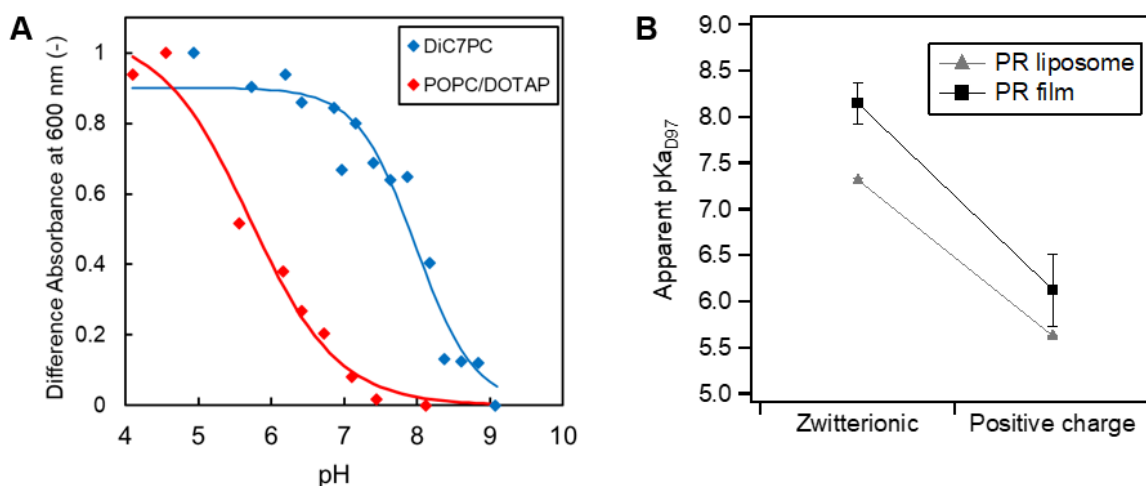 A
Difference Absorbance at 600 nm (-)
1
0.8
0.6
0.4
0.2
0
4 5 6 7 8 9 10
pH
DiC7PC
POPC/DOTAP
B
Apparent pKa_D97
9.0
8.5
8.0
7.5
7.0
6.5
6.0
5.5
5.0
Zwitterionic Positive charge
PR liposome
PR film